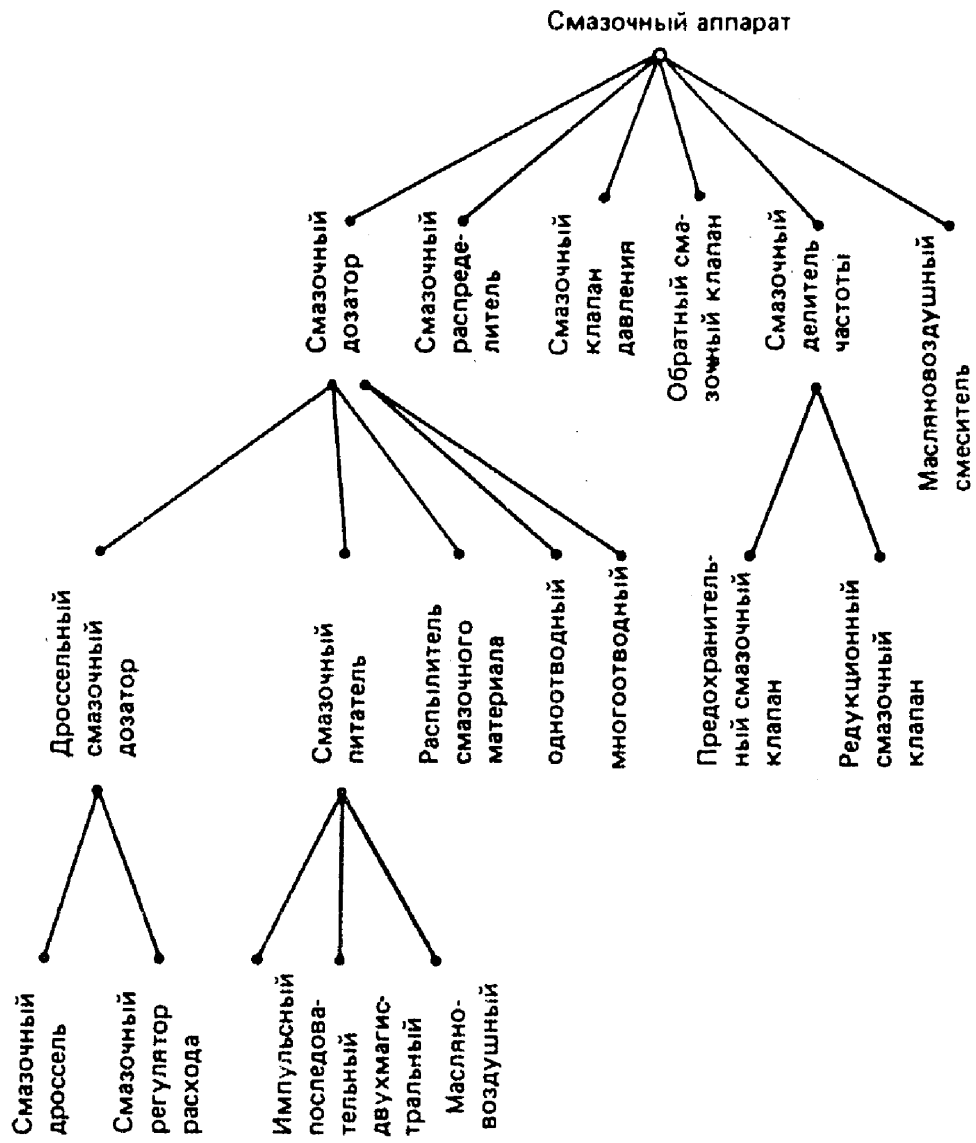 Смазочный аппарат
Смазочный
дозатор
Смазочный
распреде-
литель
Смазочный
клапан
давления
Обратный сма-
зочный клапан
Смазочный
делитель
частоты
Масляновоздушный
смеситель
Дроссельный
смазочный
дозатор
Смазочный
питатель
Распылитель
смазочного
материала
одноотводный
многоотводный
Предохранитель-
ный смазочный
клапан
Редукционный
смазочный
клапан
Смазочный
дроссель
Смазочный
регулятор
расхода
Импульсный
последова-
тельный
двухмагис-
тральный
Масляно-
воздушный